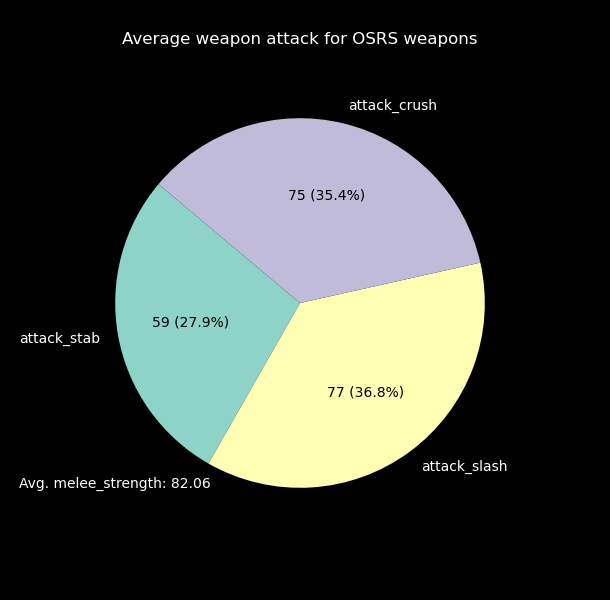 Average weapon attack for OSRS weapons
attack_crush
75 (35.4%)
59 (27.9%)
attack_stab
77 (36.8%)
attack_slash
Avg. melee_strength: 82.06